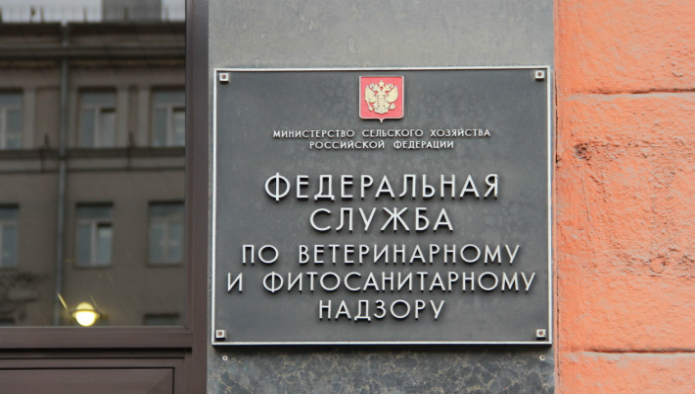 МИНИСТЕРСТВО СЕЛЬСКОГО ХОЗЯЙСТВА
РОССИЙСКОЙ ФЕДЕРАЦИИ
ФЕДЕРАЛЬНАЯ
СЛУЖБА
ПО ВЕТЕРИНАРНОМУ
И ФИТОСАНИТАРНОМУ
НАДЗОРУ